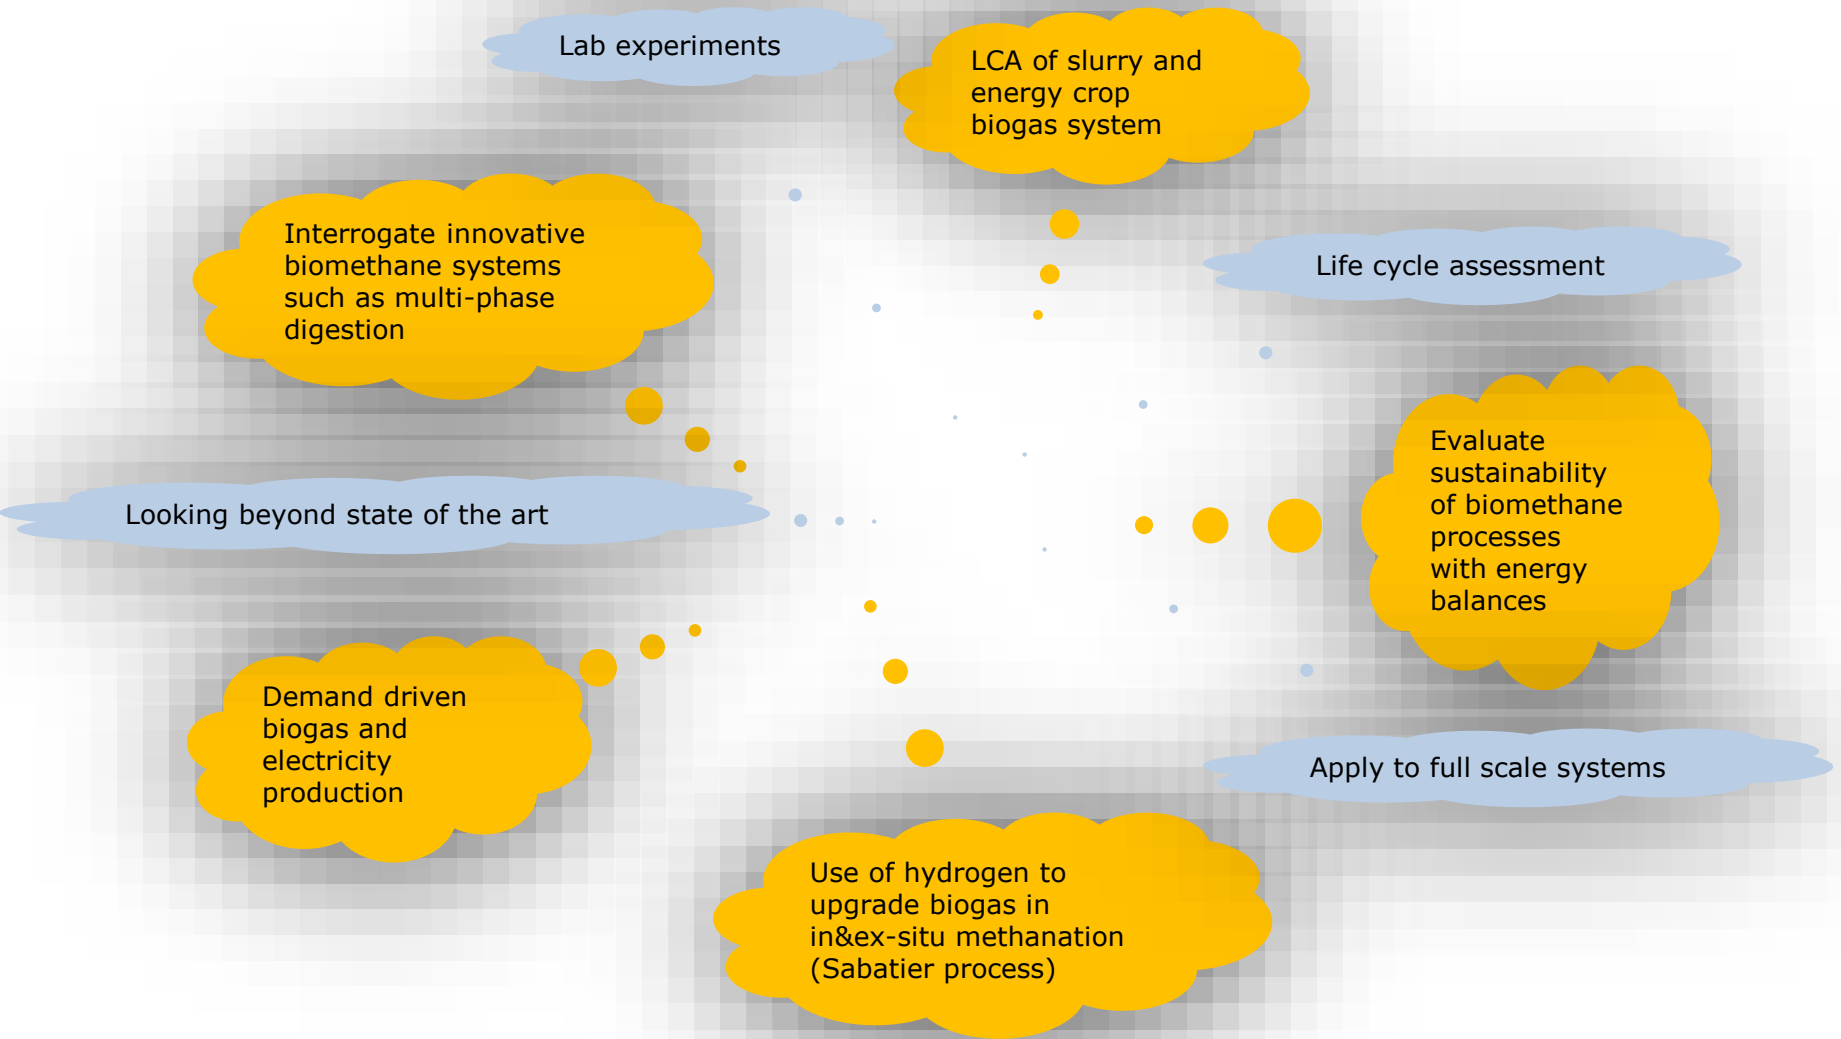 Lab experiments
LCA of slurry and
energy crop
biogas system
Interrogate innovative
biomethane systems
such as multi-phase
digestion
Life cycle assessment
Looking beyond state of the art
Evaluate
sustainability
of biomethane
processes
with energy
balances
Demand driven
biogas and
electricity
production
Apply to full scale systems
Use of hydrogen to
upgrade biogas in
in&ex-situ methanation
(Sabatier process)